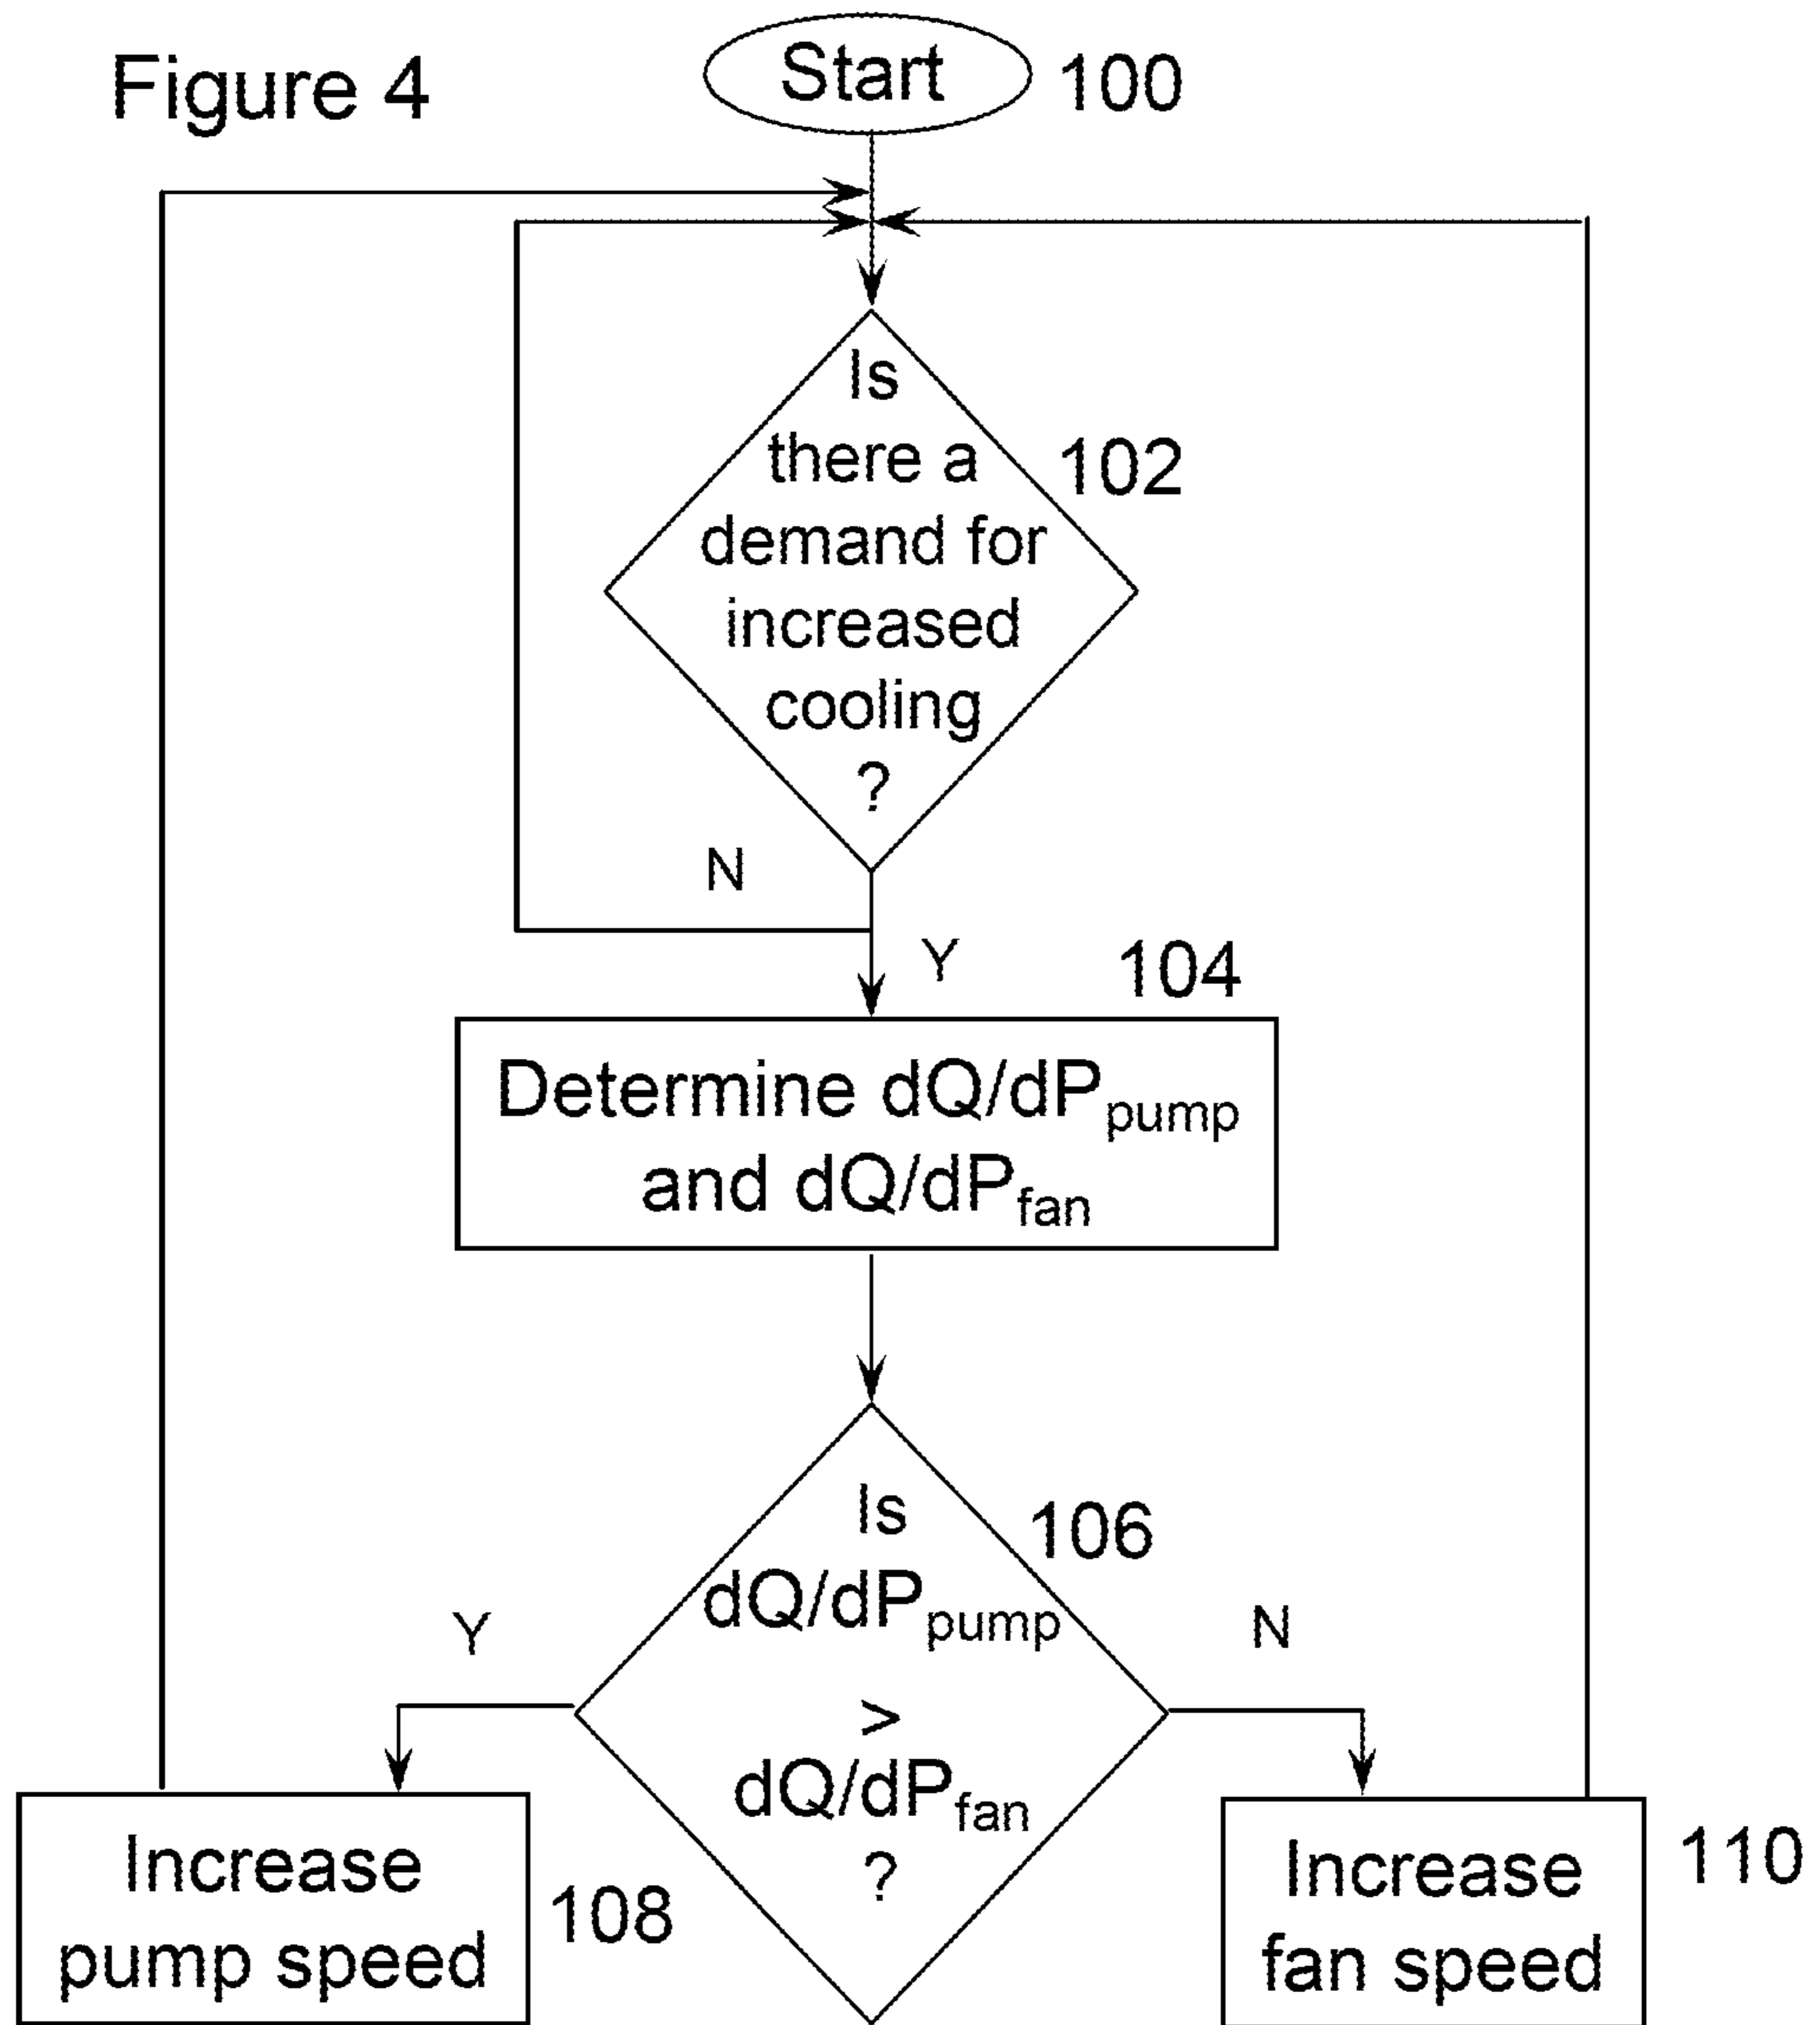 Figure 4
Start
100
Is
there a
demand for
increased
cooling
?
102
N
Y
104
Determine dQ/dPpump
and dQ/dPfan
Is
dQ/dPpump
>
dQ/dPfan
?
106
Y
N
Increase
pump speed
108
Increase
fan speed
110